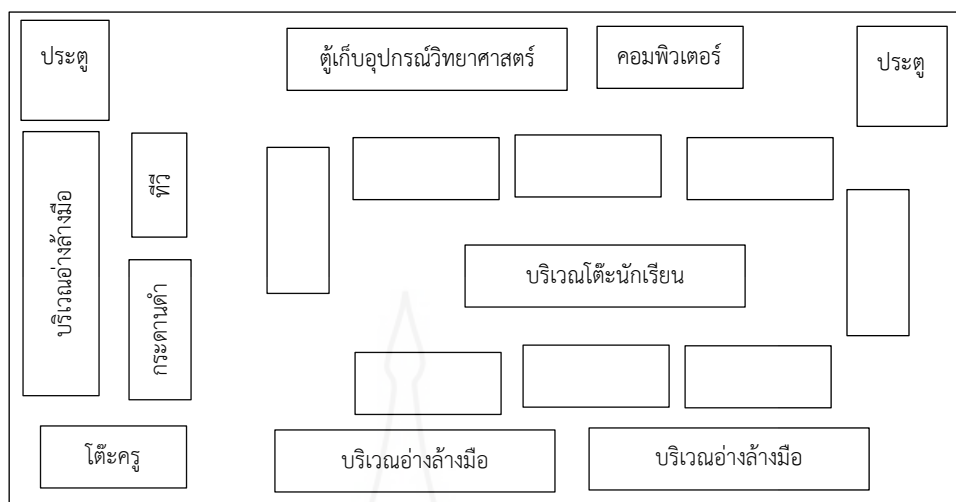 ประตู
ตู้เก็บอุปกรณ์วิทยาศาสตร์
คอมพิวเตอร์
ประตู
บริเวณอ่างล้างมือ
ทีวี
กระดานดำ
บริเวณโต๊ะนักเรียน
โต๊ะครู
บริเวณอ่างล้างมือ
บริเวณอ่างล้างมือ